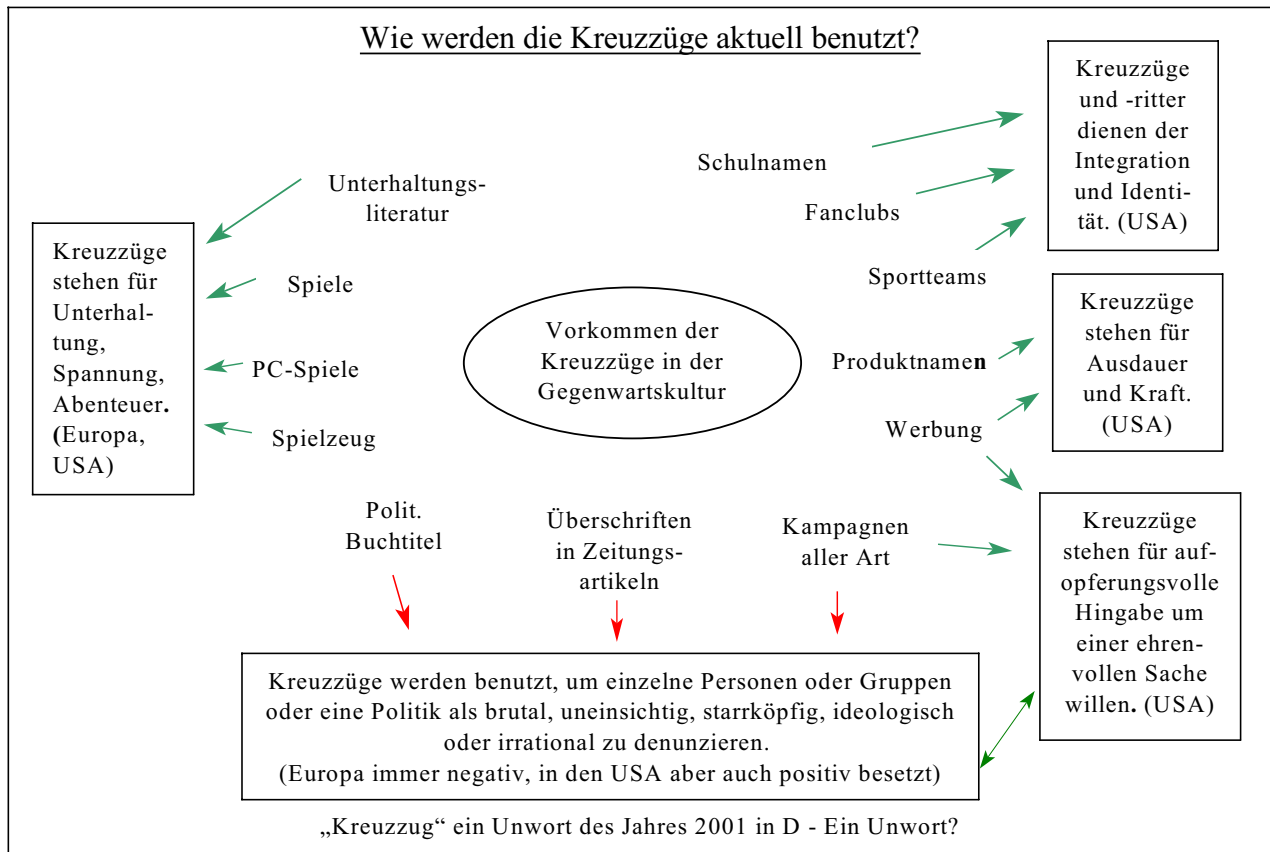 Wie werden die Kreuzzüge aktuell benutzt?
Kreuzzüge
und -ritter
dienen der
Integration
und Identi-
tät. (USA)
Schulnamen
Fanclubs
Sportteams
Unterhaltungs-
literatur
Spiele
PC-Spiele
Spielzeug
Kreuzzüge
stehen für
Unterhal-
tung,
Spannung,
Abenteuer.
(Europa,
USA)
Vorkommen der
Kreuzzüge in der
Gegenwartskultur
Produktnamen
Werbung
Kreuzzüge
stehen für
Ausdauer
und Kraft.
(USA)
Polit.
Buchtitel
Überschriften
in Zeitungs-
artikeln
Kampagnen
aller Art
Kreuzzüge
stehen für auf-
opferungsvolle
Hingabe um
einer ehren-
vollen Sache
willen. (USA)
Kreuzzüge werden benutzt, um einzelne Personen oder Gruppen
oder eine Politik als brutal, uneinsichtig, starrköpfig, ideologisch
oder irrational zu denunzieren.
(Europa immer negativ, in den USA aber auch positiv besetzt)
„Kreuzzug“ ein Unwort des Jahres 2001 in D - Ein Unwort?